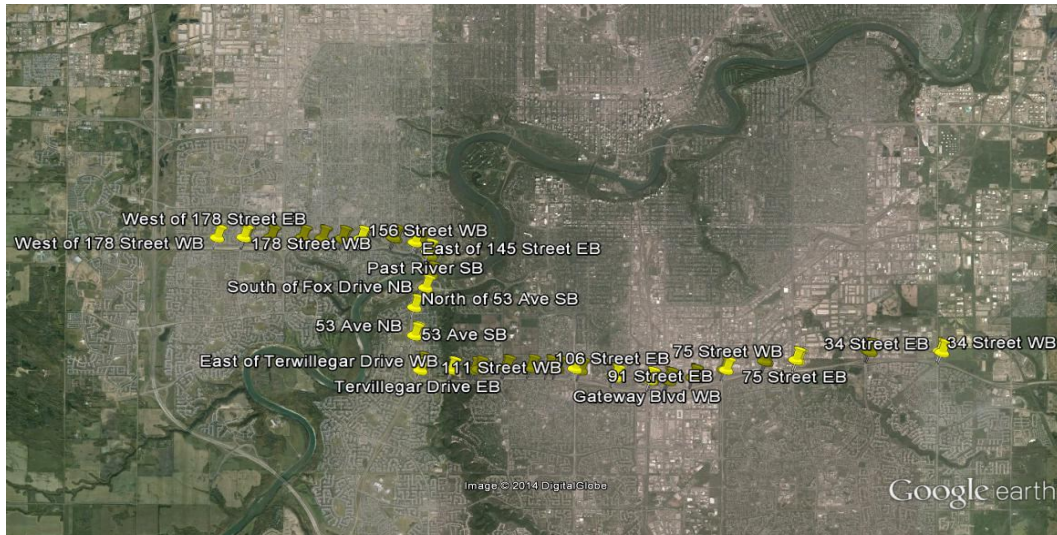 West of 178 Street EB
West of 178 Street WB
178 Street WB
156 Street WB
East of 145 Street EB
Past River SB
South of Fox Drive NB
North of 53 Ave SB
53 Ave NB
53 Ave SB
East of Terwillegar Drive WB
111 Street WB
Tervillegar Drive EB
106 Street EB
91 Street EB
Gateway Blvd WB
75 Street WB
75 Street EB
34 Street EB
34 Street WB
Image © 2014 DigitalGlobe
Google earth